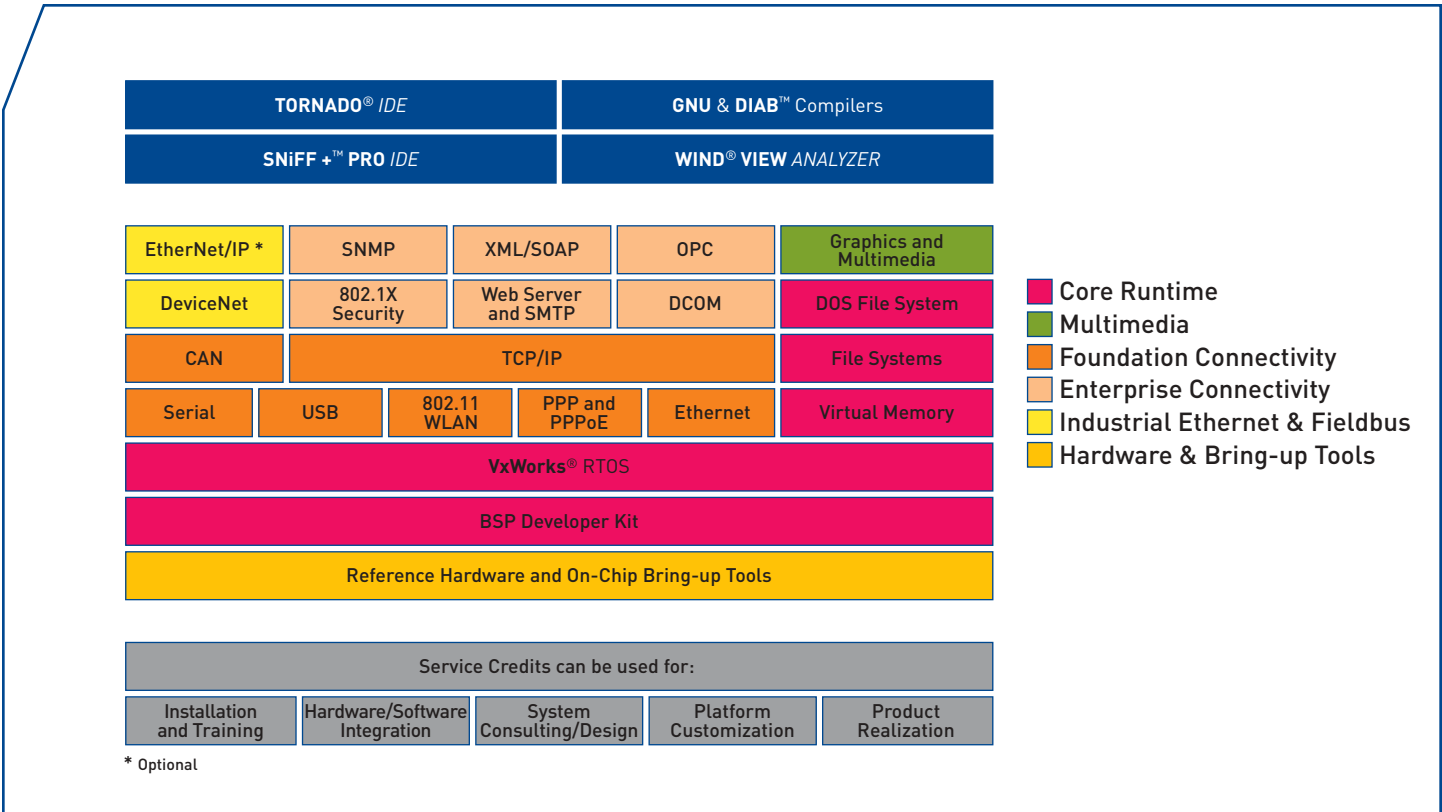 TORNADO® IDE
GNU & DIAB™ Compilers
SNiFF +™ PRO IDE
WIND® VIEW ANALYZER
EtherNet/IP *
SNMP
XML/SOAP
OPC
Graphics and
Multimedia
DeviceNet
802.1X
Security
Web Server
and SMTP
DCOM
DOS File System
CAN
TCP/IP
File Systems
Serial
USB
802.11
WLAN
PPP and
PPPoE
Ethernet
Virtual Memory
VxWorks® RTOS
BSP Developer Kit
Reference Hardware and On-Chip Bring-up Tools
Core Runtime
Multimedia
Foundation Connectivity
Enterprise Connectivity
Industrial Ethernet & Fieldbus
Hardware & Bring-up Tools
Service Credits can be used for:
Installation
and Training
Hardware/Software
Integration
System
Consulting/Design
Platform
Customization
Product
Realization
* Optional